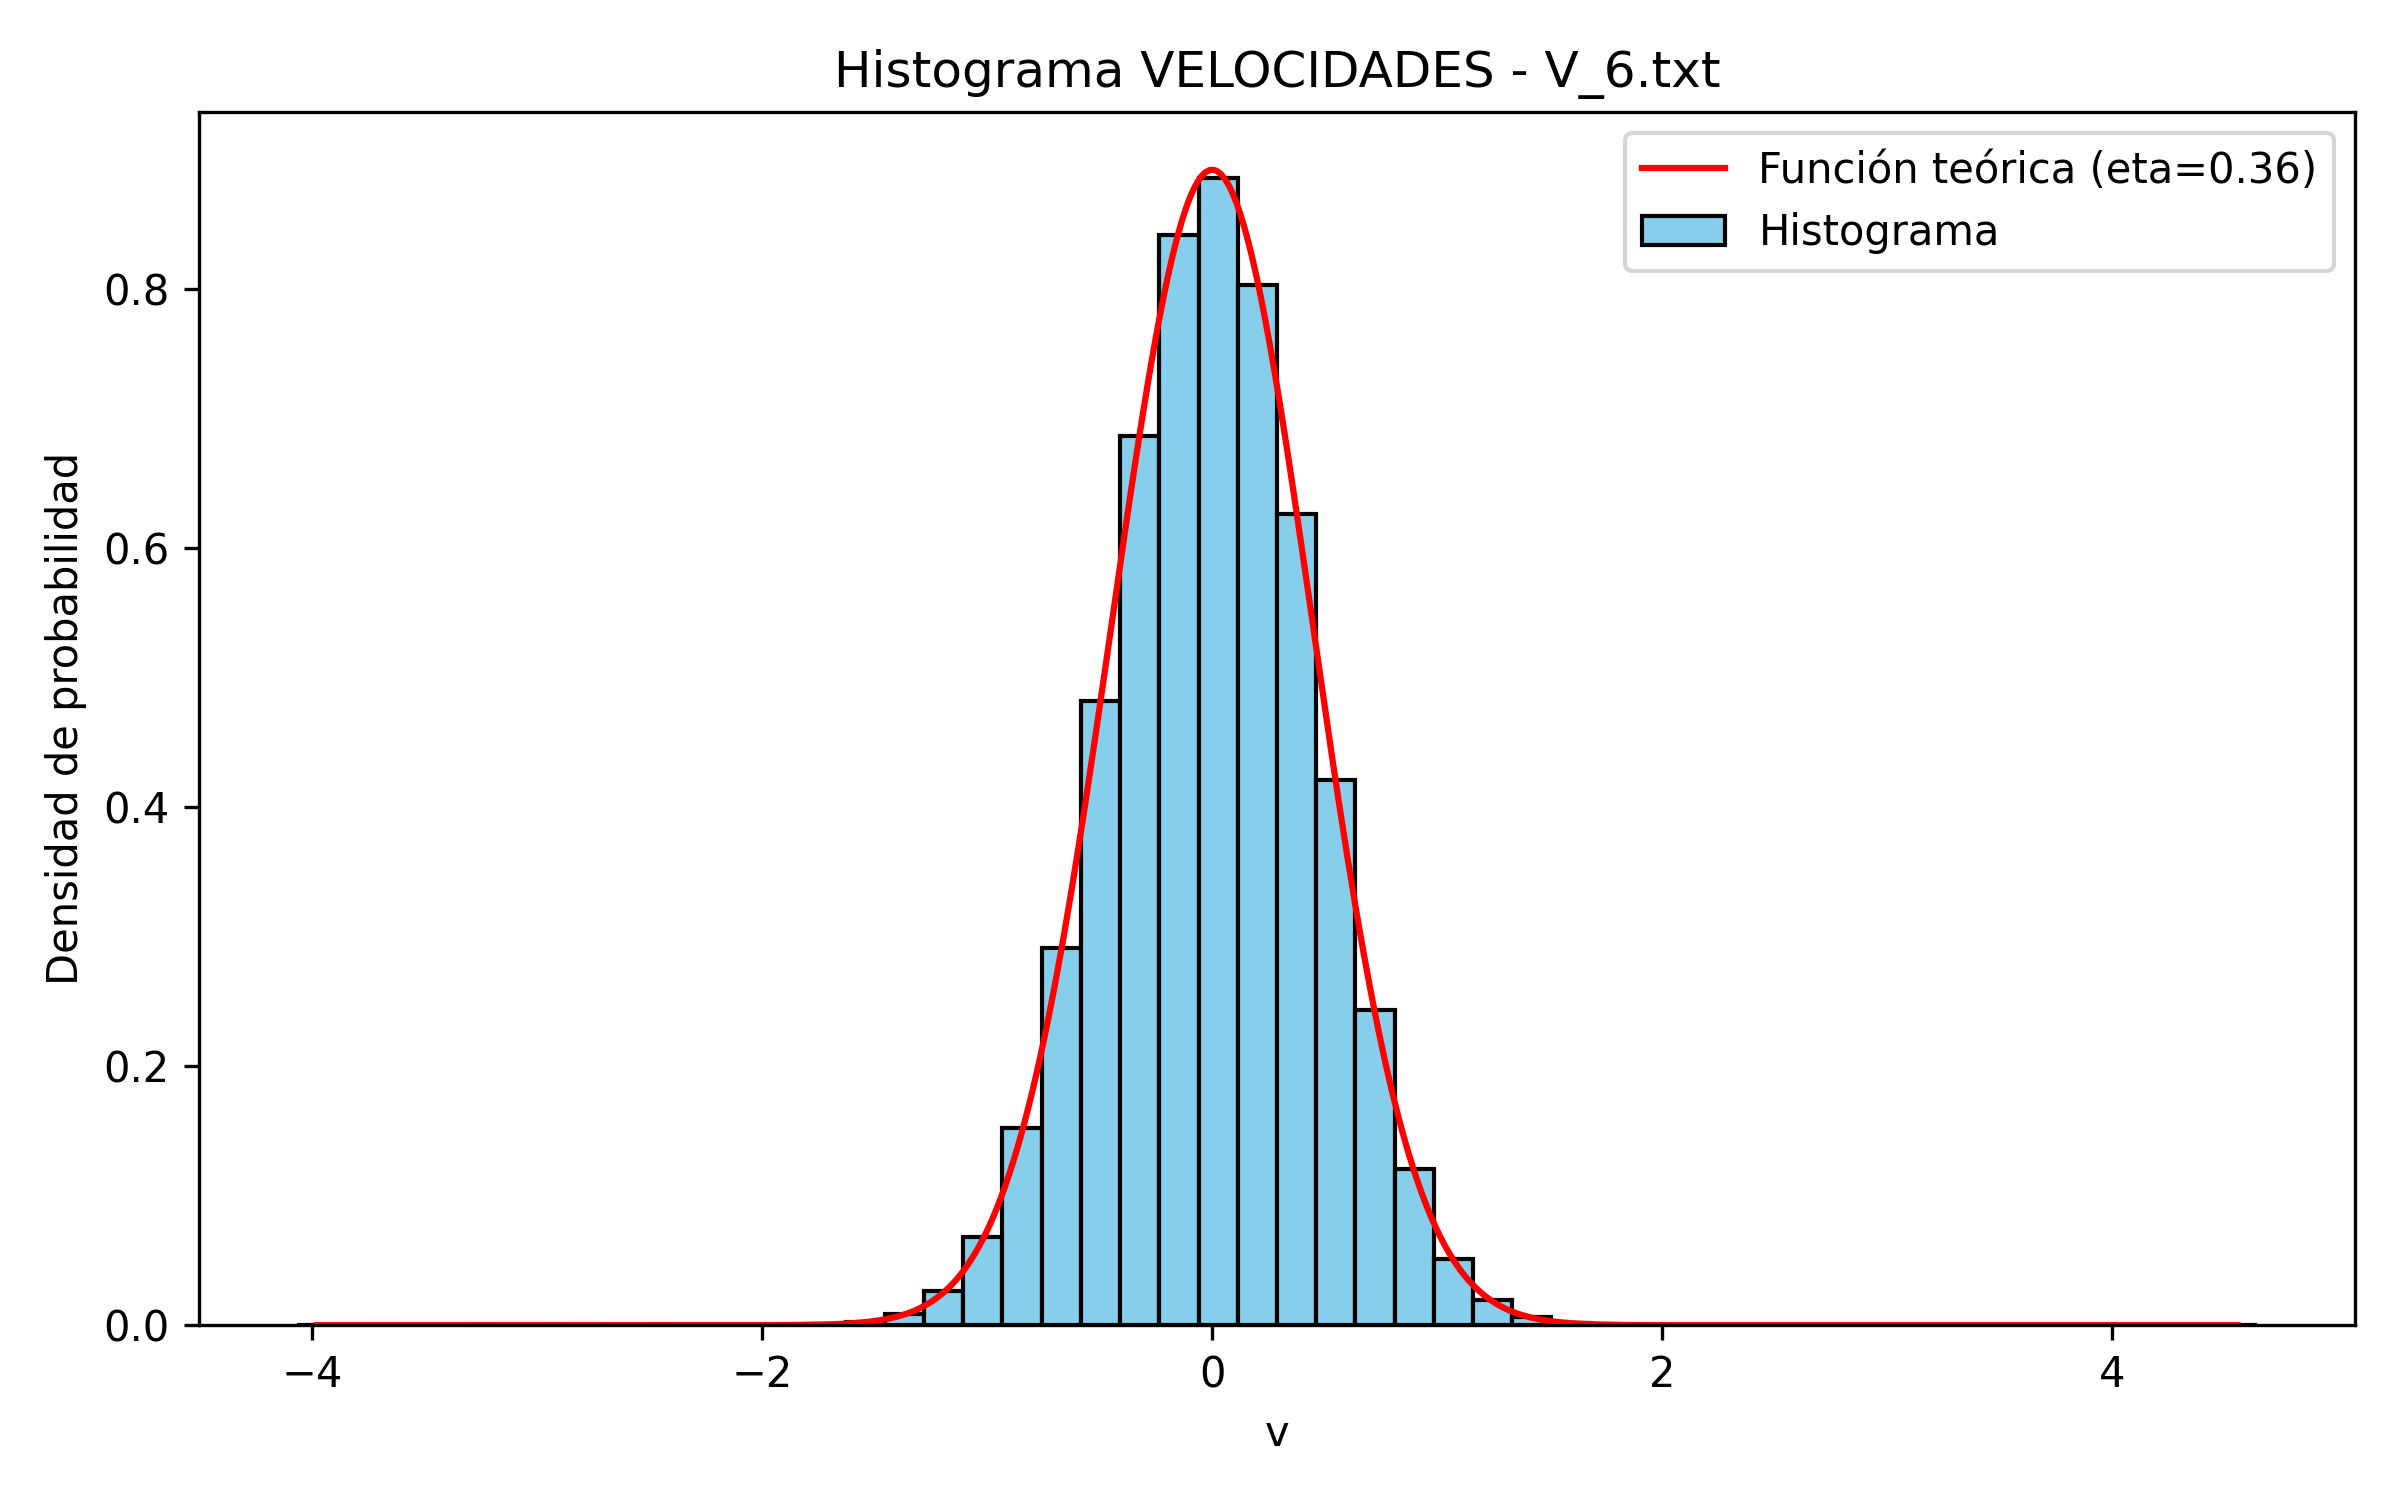 Histograma VELOCIDADES - V_6.txt
Función teórica (eta=0.36)
Histograma
Densidad de probabilidad
0.8
0.6
0.4
0.2
0.0
−4 −2 0 2 4
v